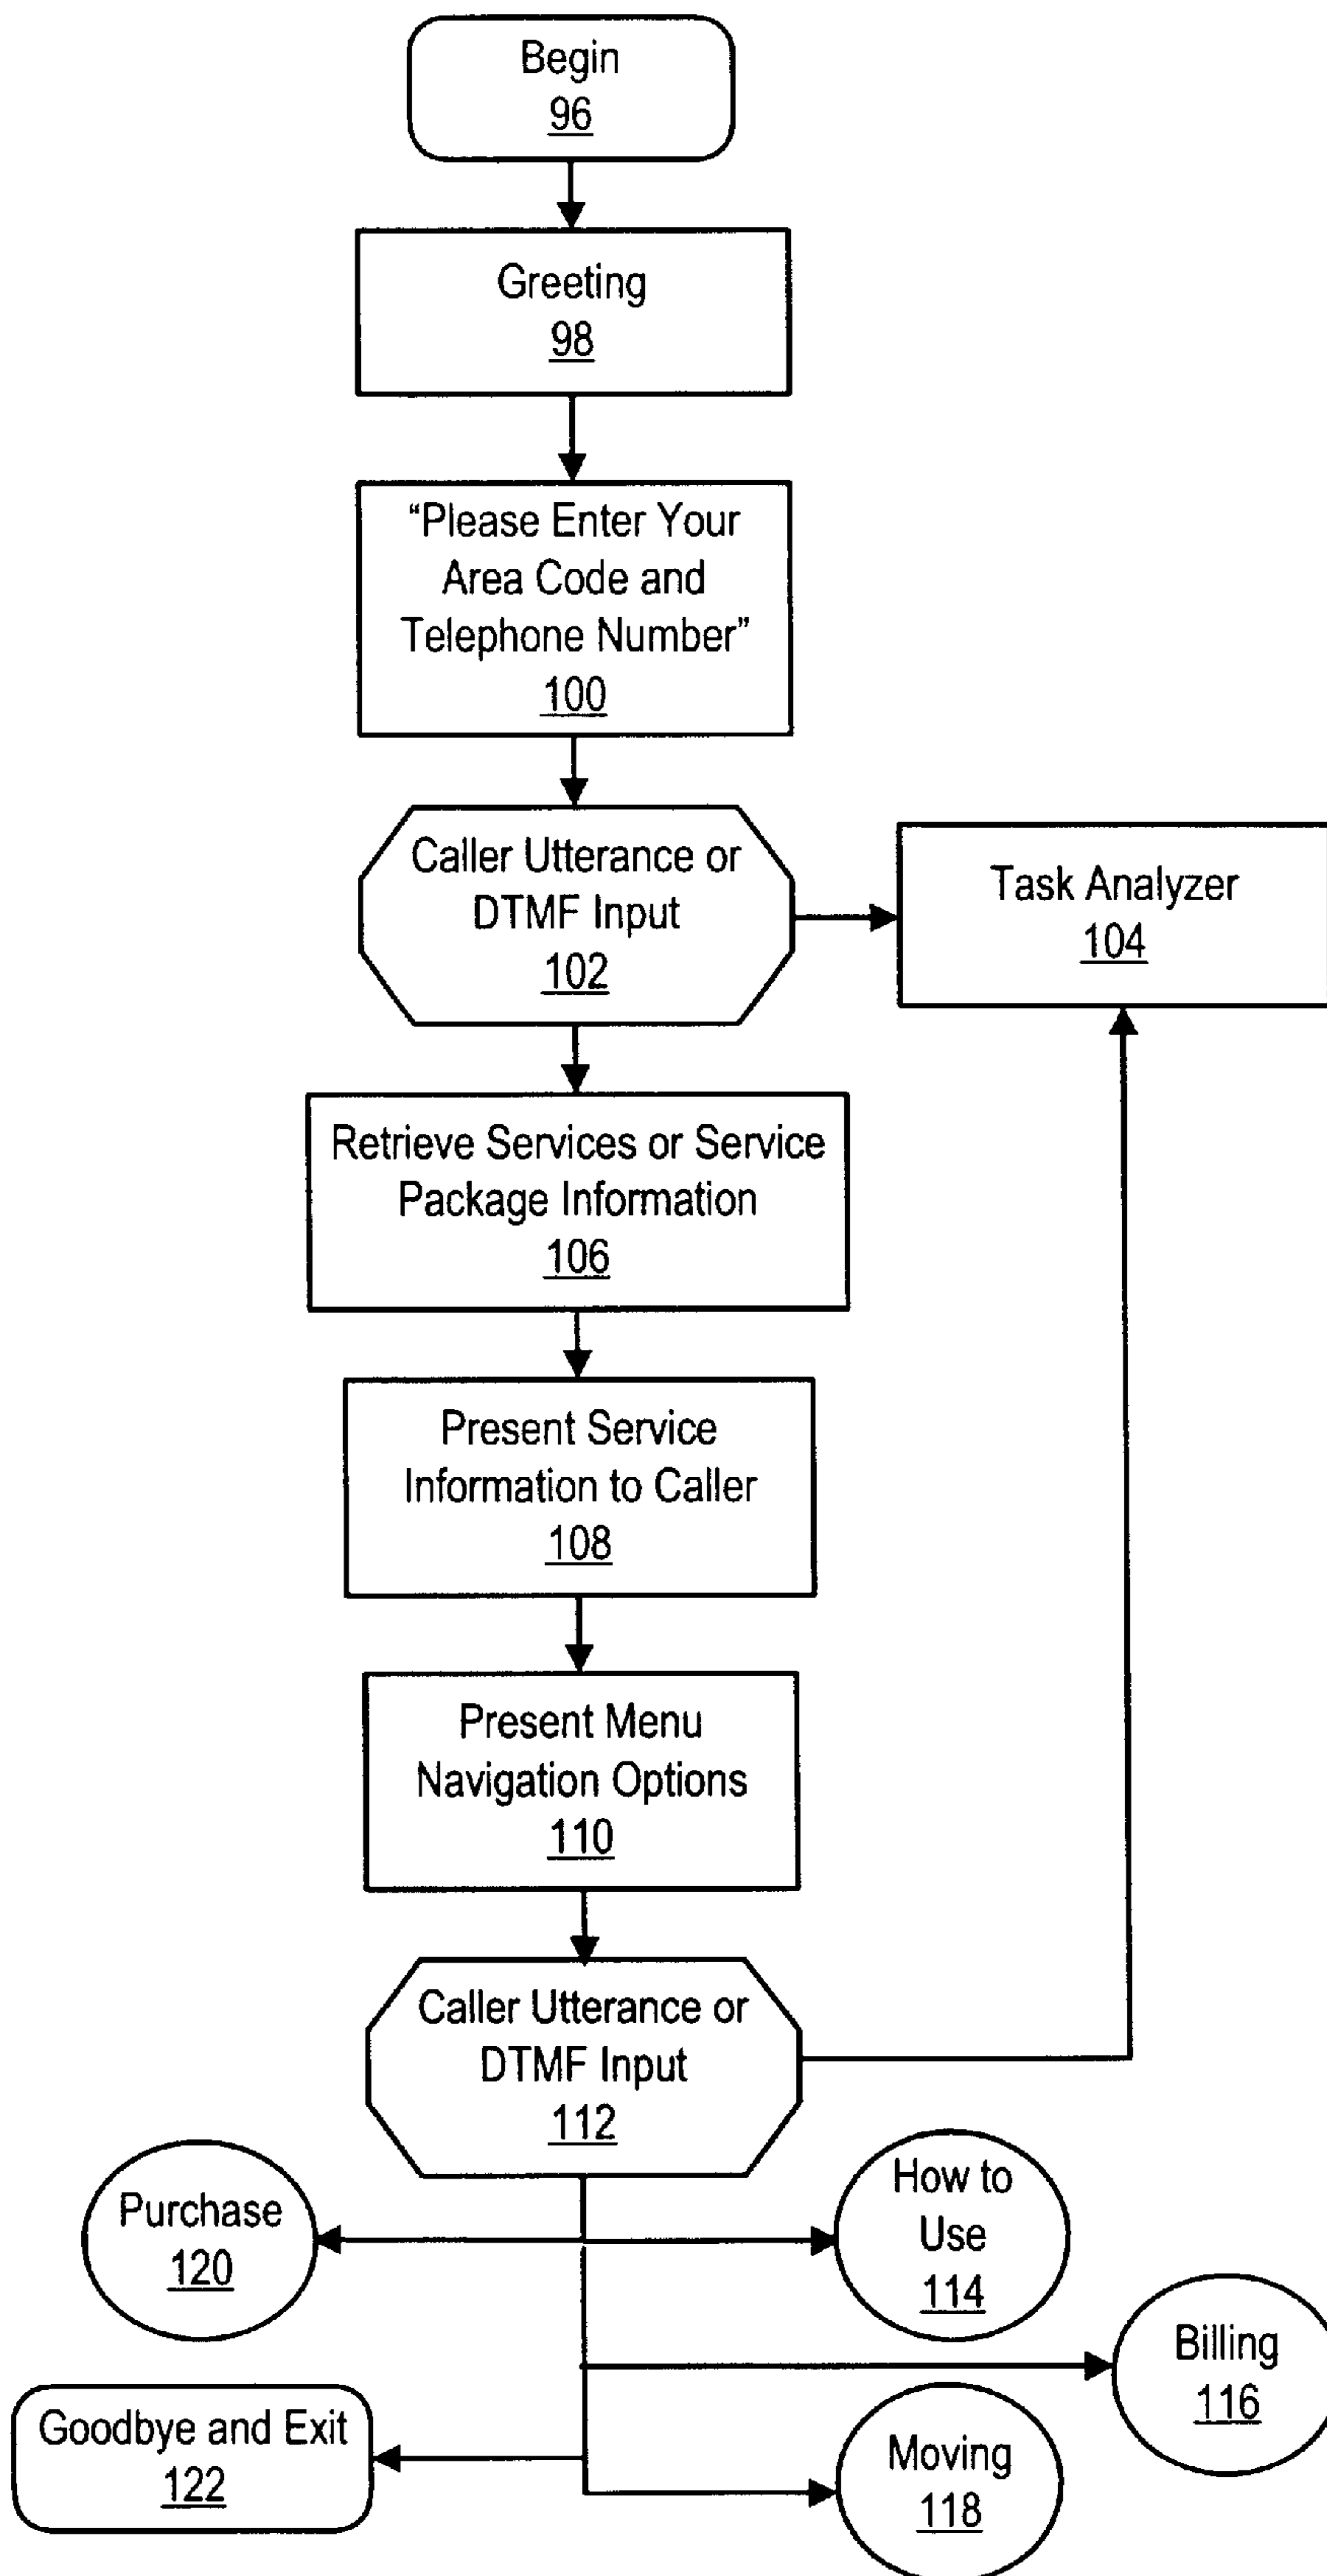 Begin
96
Greeting
98
“Please Enter Your
Area Code and
Telephone Number”
100
Caller Utterance or
DTMF Input
102
Task Analyzer
104
Retrieve Services or Service
Package Information
106
Present Service
Information to Caller
108
Present Menu
Navigation Options
110
Caller Utterance or
DTMF Input
112
Purchase
120
How to
Use
114
Billing
116
Goodbye and Exit
122
Moving
118